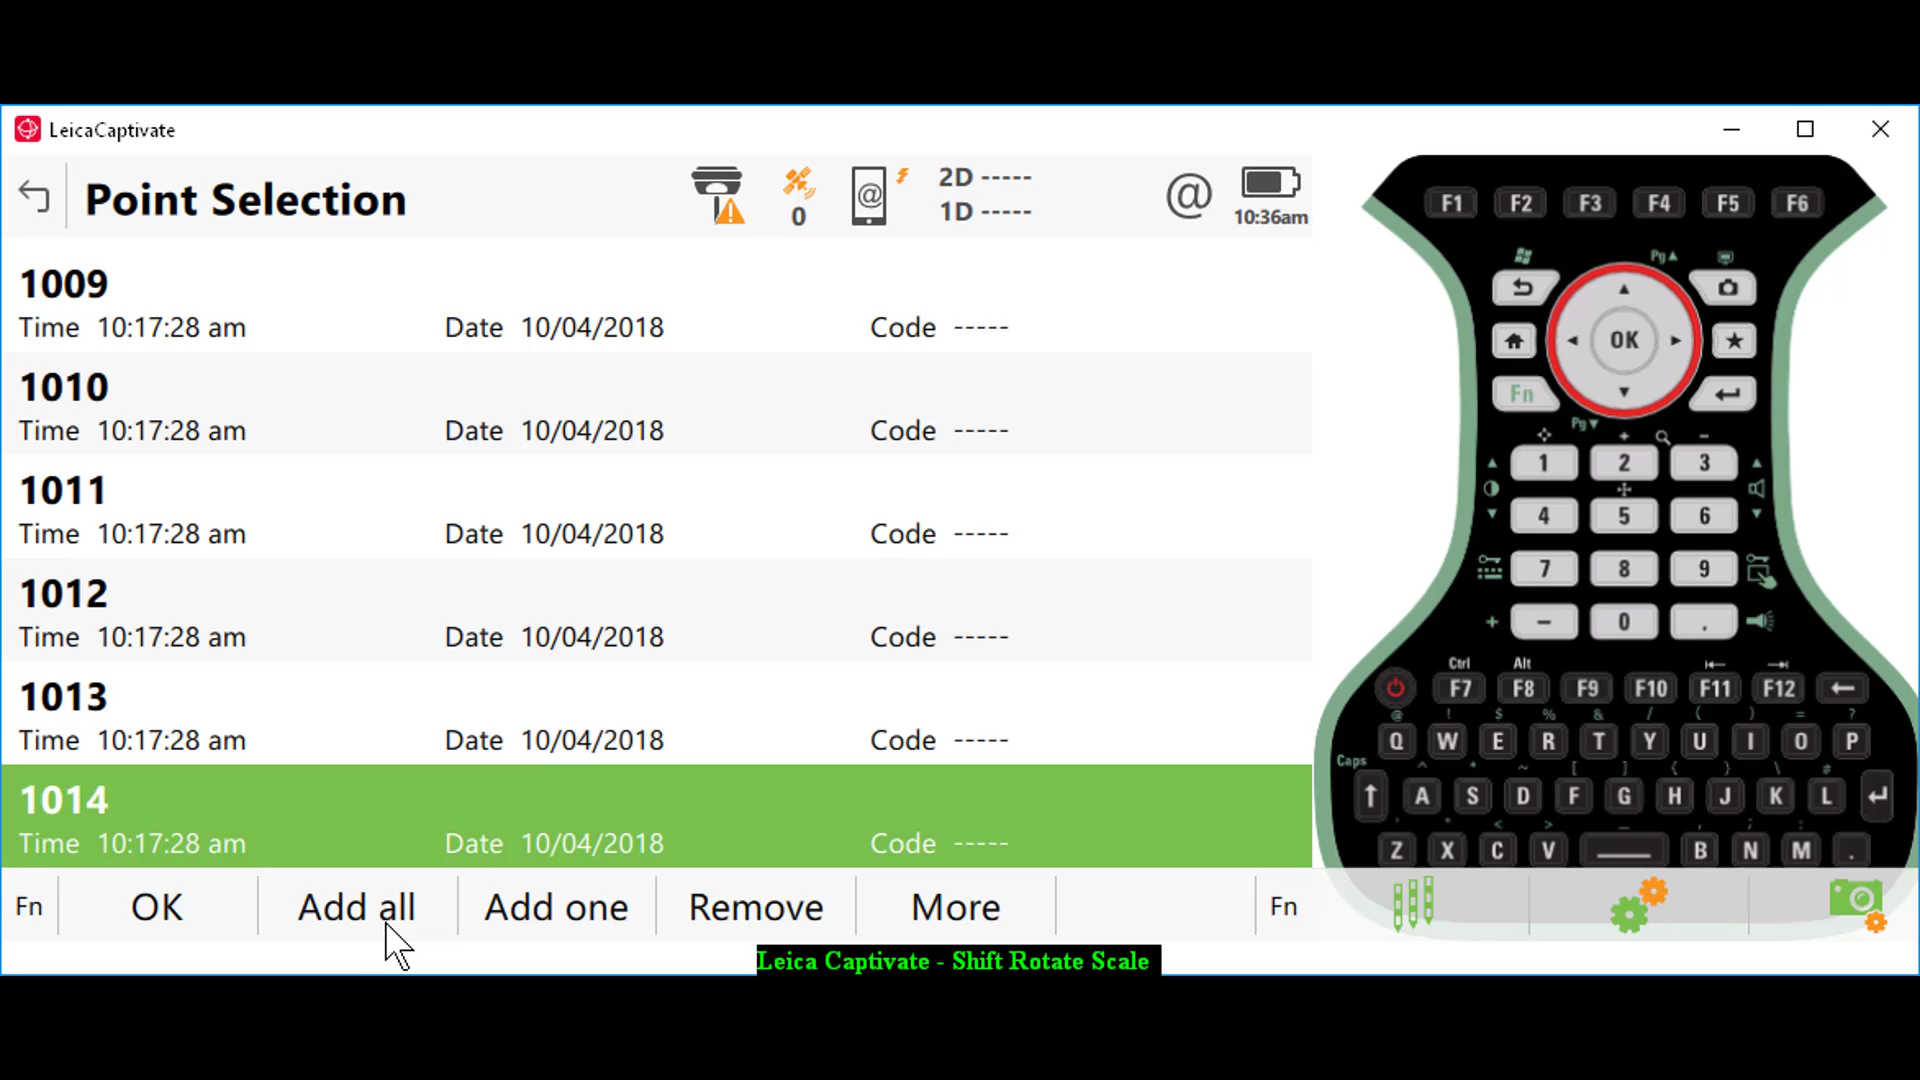 LeicaCaptivate
Point Selection
0
@
2D -----
1D -----
@
10:36am
1009
Time 10:17:28 am Date 10/04/2018 Code -----
1010
Time 10:17:28 am Date 10/04/2018 Code -----
1011
Time 10:17:28 am Date 10/04/2018 Code -----
1012
Time 10:17:28 am Date 10/04/2018 Code -----
1013
Time 10:17:28 am Date 10/04/2018 Code -----
1014
Time 10:17:28 am Date 10/04/2018 Code -----
Fn OK Add all Add one Remove More Fn
Leica Captivate - Shift Rotate Scale
F1 F2 F3 F4 F5 F6
Pg▲
OK
Fn
Pg▼
+ -
1 2 3
4 5 6
7 8 9
+ - 0 .
Ctrl Alt
F7 F8 F9 F10 F11 F12
@ ! $ % & / ( ) = ?
Q W E R T Y U I O P
Caps
^ * ~ [ ] { } \ #
A S D F G H J K L
< > _ , ; :
Z X C V B N M .